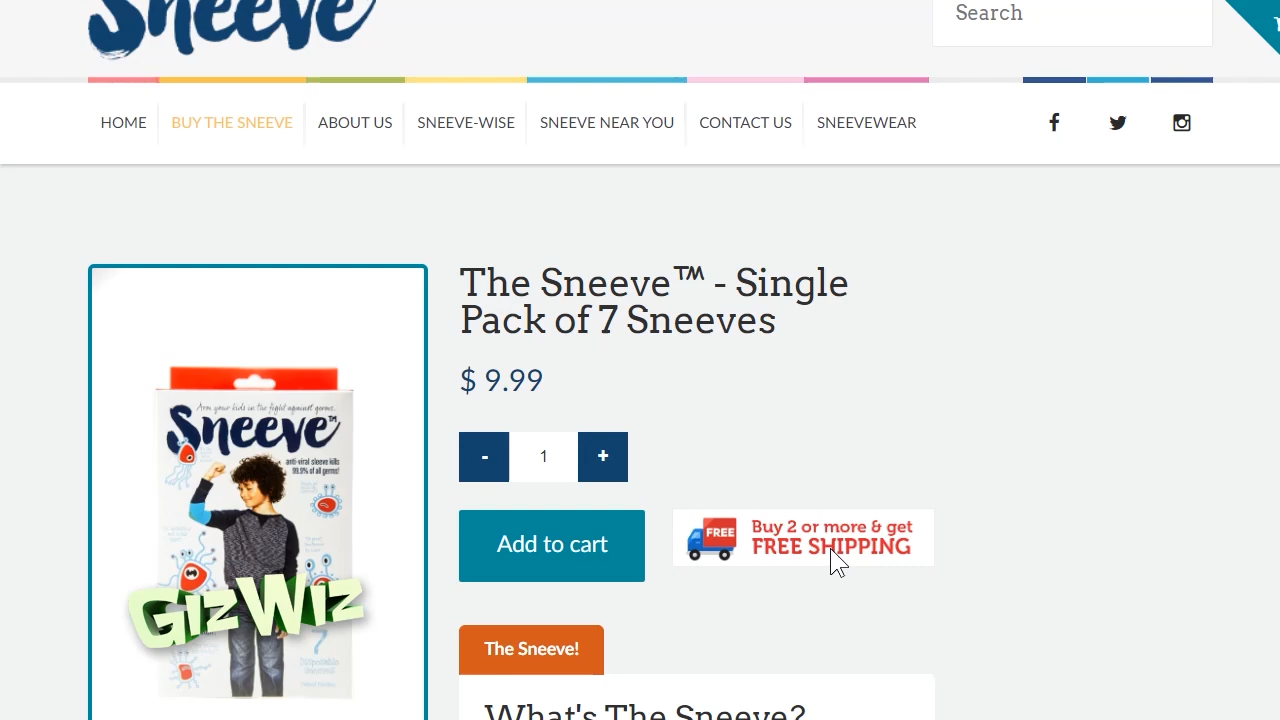 Sneeve
Search
HOME
BUY THE SNEEVE
ABOUT US
SNEEVE-WISE
SNEEVE NEAR YOU
CONTACT US
SNEEVEWEAR
The Sneeve™ - Single
Pack of 7 Sneeves
$ 9.99
- 1 +
Add to cart
FREE
Buy 2 or more & get
FREE SHIPPING
Arm your kids in the fight against germs.
Sneeve™
anti-viral sleeve kills
99.9% of all germs!
GizWiz
7
The Sneeve!
What's The Sneeve?